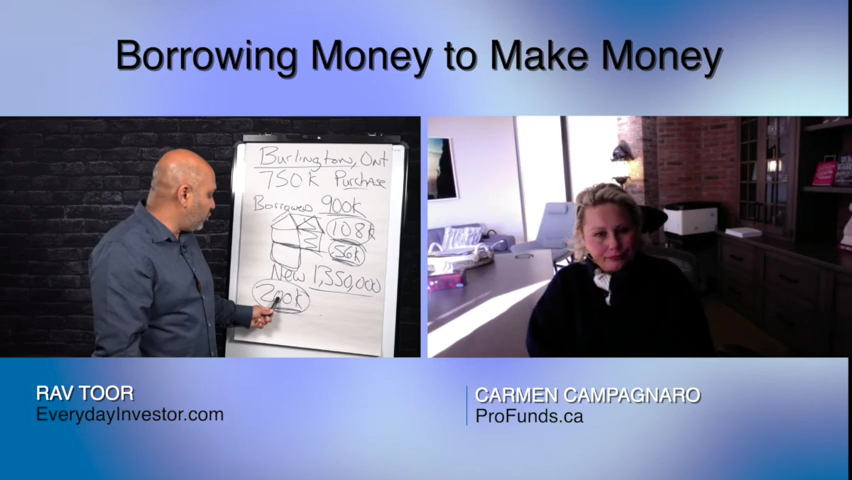 Borrowing Money to Make Money
Burlington, Ont
750k Purchase
Borrowed 900k
108k
56k
New 1,350,000
200k
RAV TOOR
EverydayInvestor.com
CARMEN CAMPAGNARO
ProFunds.ca